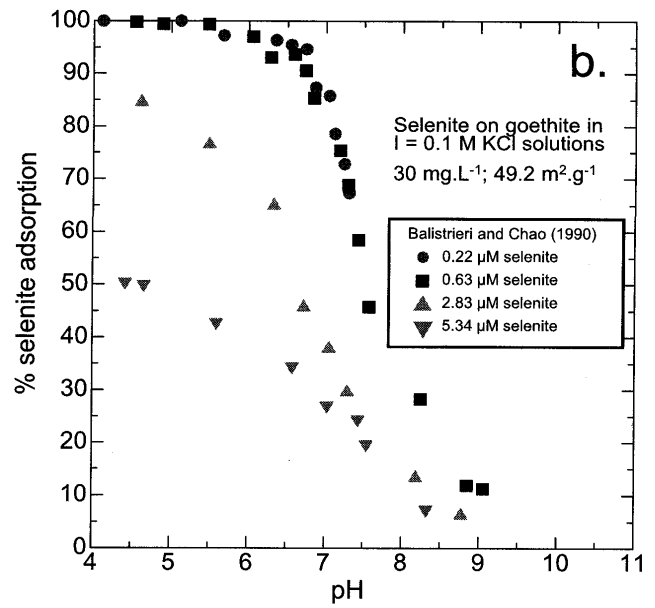 b.
Selenite on goethite in
I = 0.1 M KCl solutions
30 mg.L⁻¹; 49.2 m².g⁻¹
Balistrieri and Chao (1990)
0.22 µM selenite
0.63 µM selenite
2.83 µM selenite
5.34 µM selenite
% selenite adsorption
100
90
80
70
60
50
40
30
20
10
0
4 5 6 7 8 9 10 11
pH